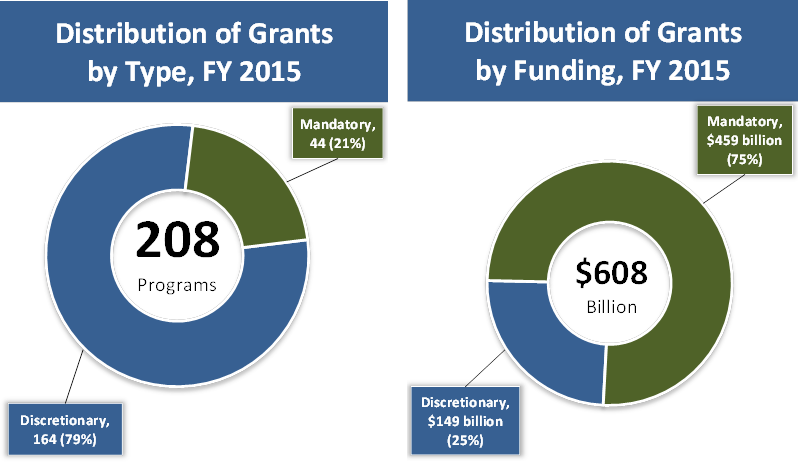 Distribution of Grants
by Type, FY 2015
Mandatory,
44 (21%)
208
Programs
Discretionary,
164 (79%)
Distribution of Grants
by Funding, FY 2015
Mandatory,
$459 billion
(75%)
$608
Billion
Discretionary,
$149 billion
(25%)